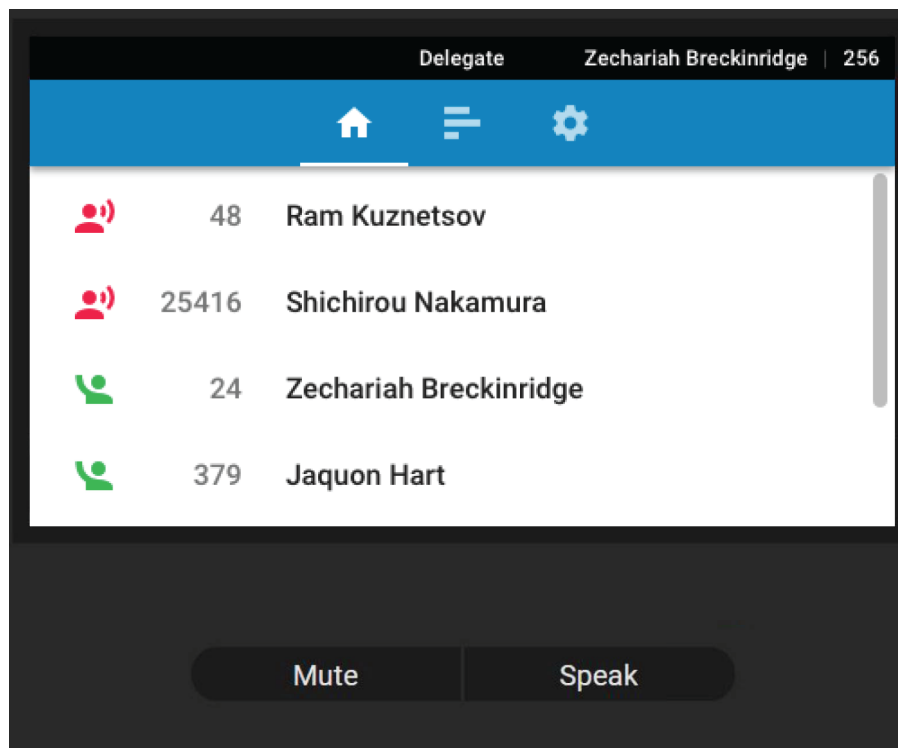 Delegate Zechariah Breckinridge | 256
48 Ram Kuznetsov
25416 Shichirou Nakamura
24 Zechariah Breckinridge
379 Jaquon Hart
Mute Speak